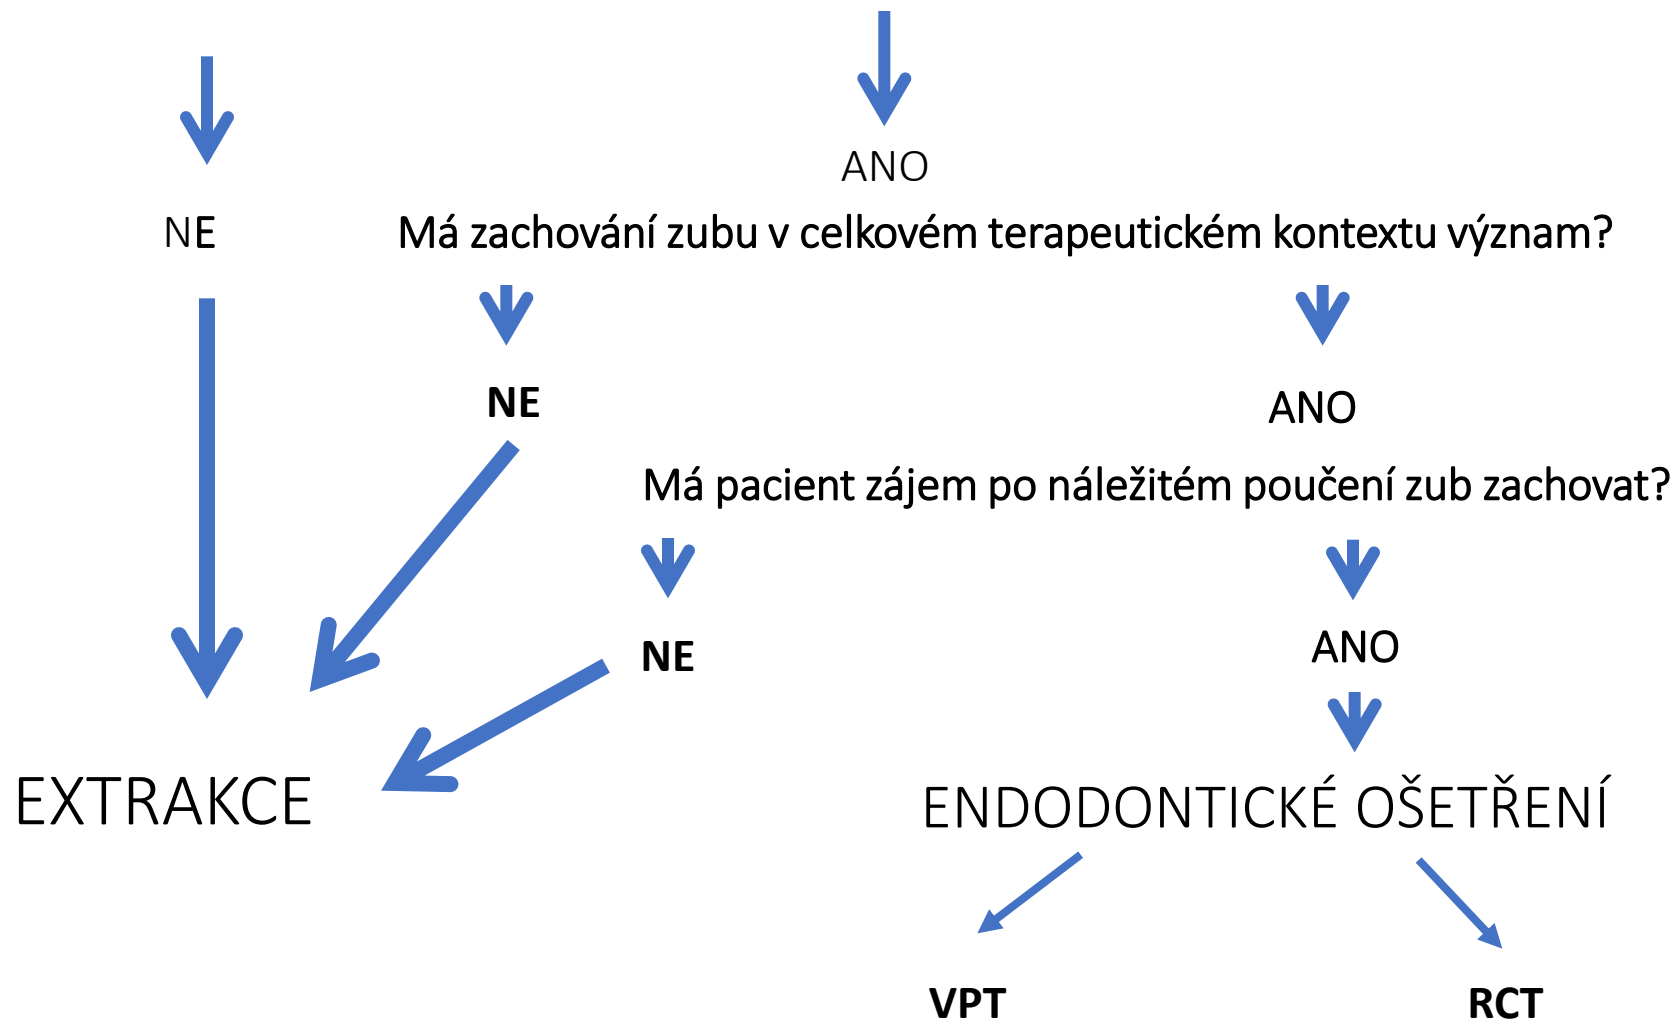 ANO
NE
Má zachování zubu v celkovém terapeutickém kontextu význam?
NE
ANO
Má pacient zájem po náležitém poučení zub zachovat?
NE
ANO
EXTRAKCE
ENDODONTICKÉ OŠETŘENÍ
VPT
RCT